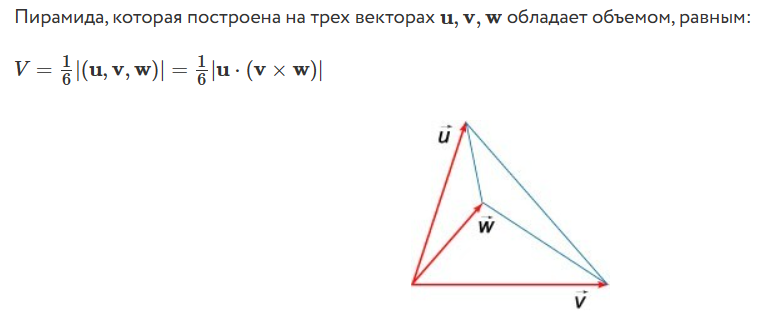 Пирамида, которая построена на трех векторах u, v, w обладает объемом, равным:
V = 1/6|(u, v, w)| = 1/6|u · (v × w)|
u⃗
w⃗
v⃗